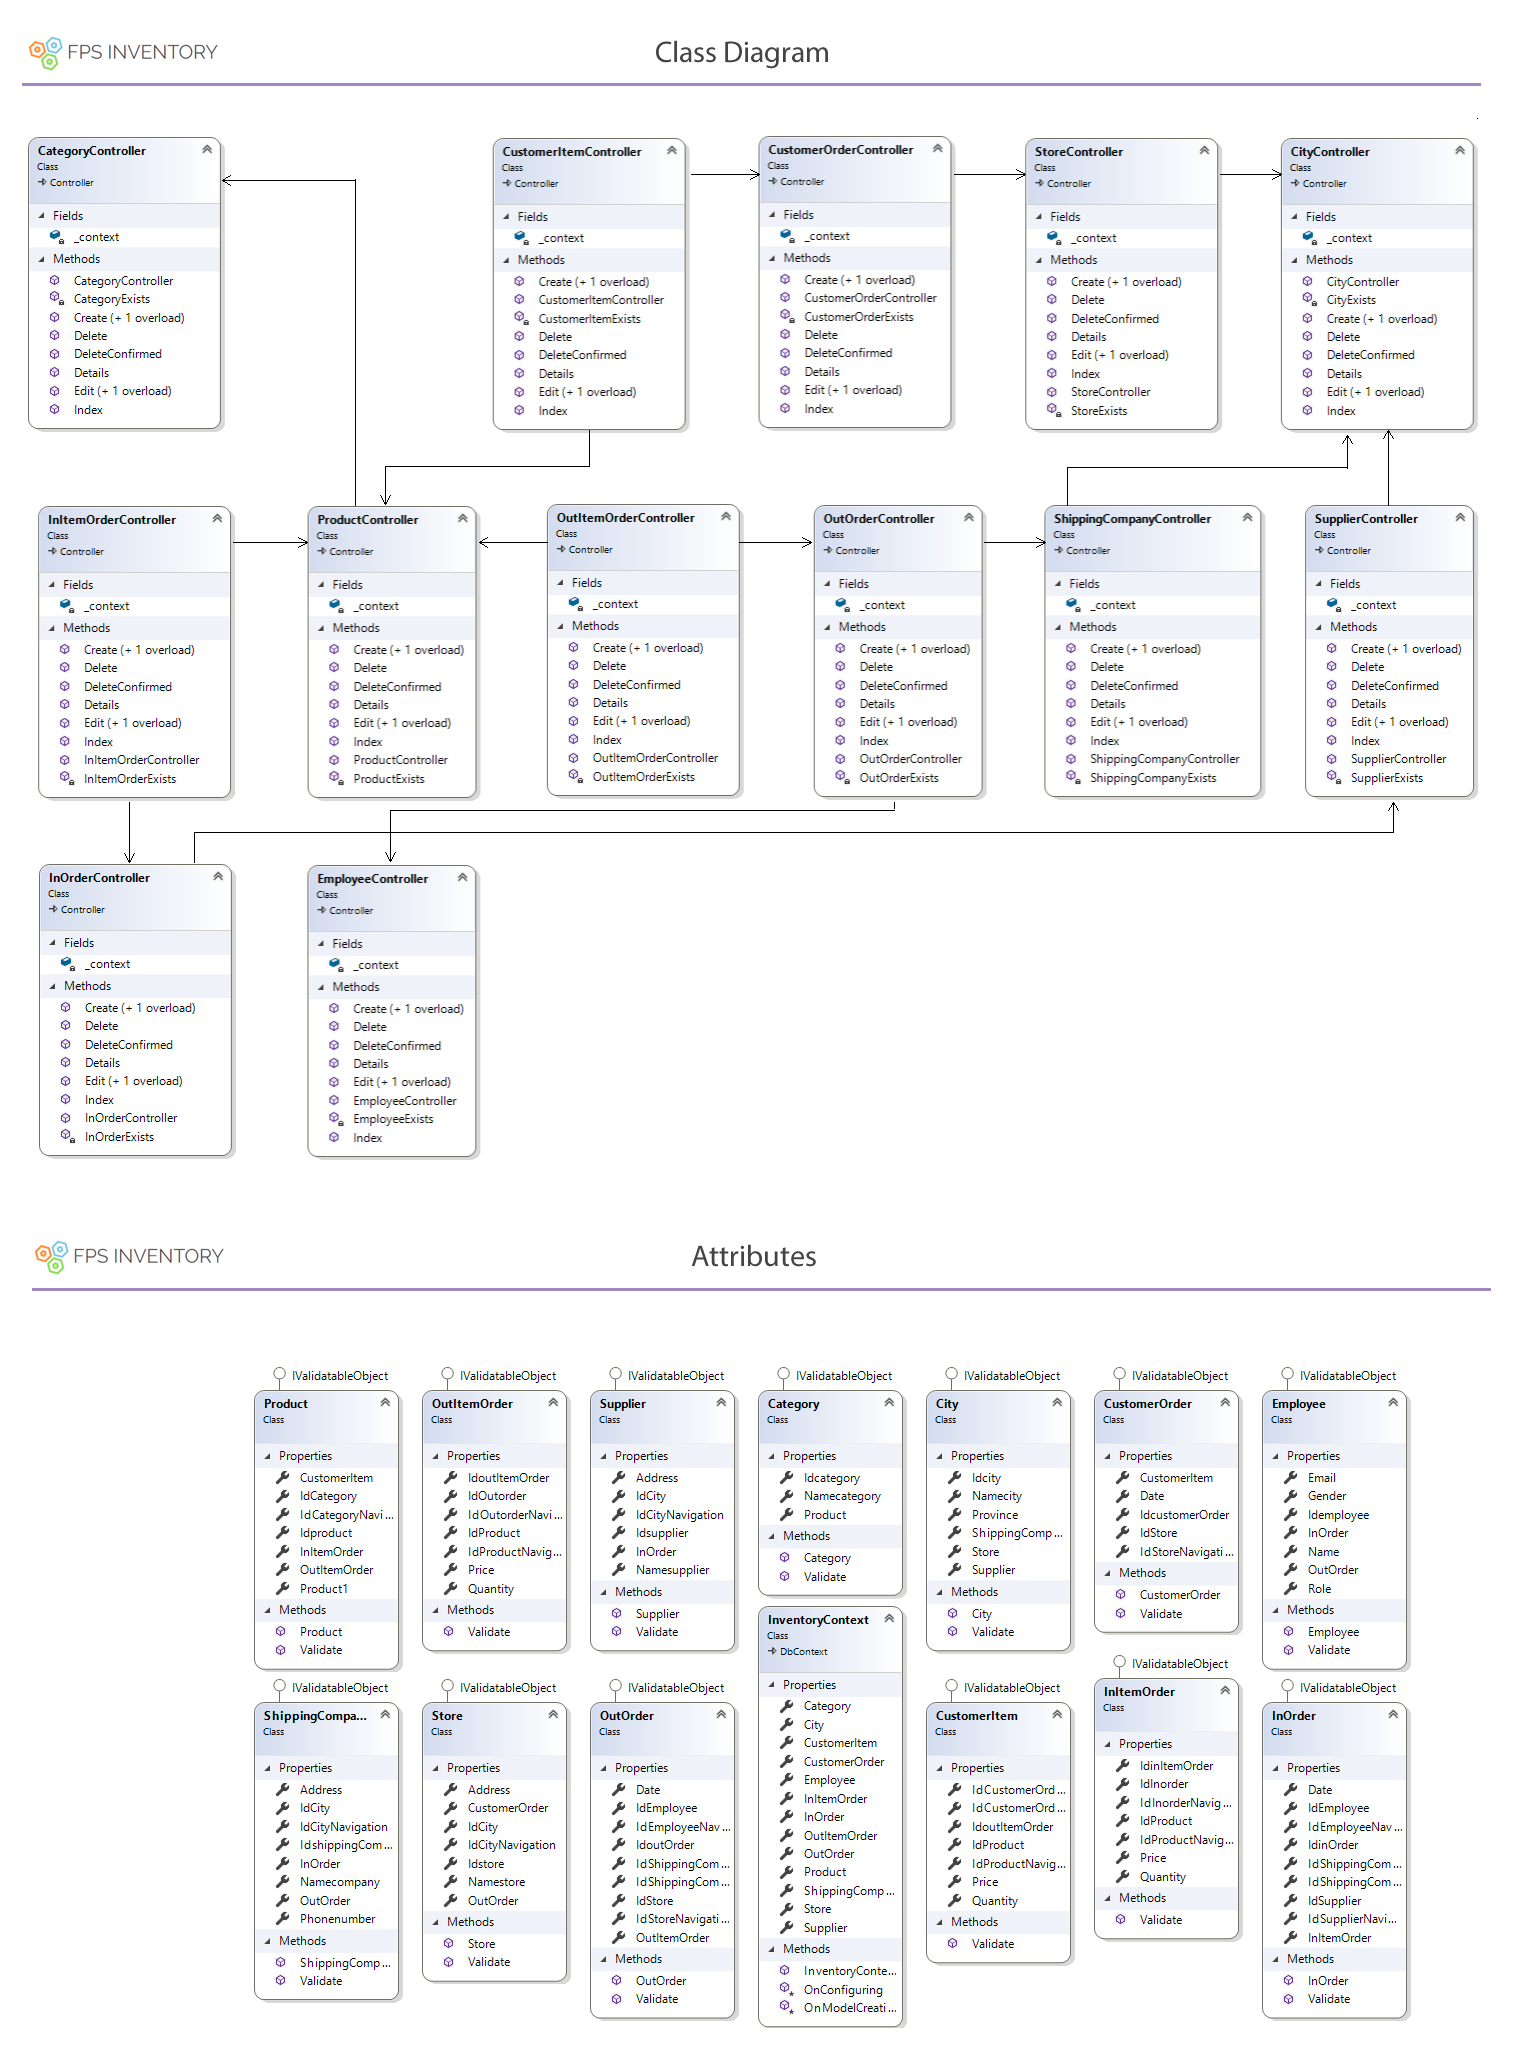 FPS INVENTORY
Class Diagram
CategoryController
Class
Controller
Fields
_context
Methods
CategoryController
CategoryExists
Create (+ 1 overload)
Delete
DeleteConfirmed
Details
Edit (+ 1 overload)
Index
CustomerItemController
Class
Controller
Fields
_context
Methods
Create (+ 1 overload)
CustomerItemController
CustomerItemExists
Delete
DeleteConfirmed
Details
Edit (+ 1 overload)
Index
CustomerOrderController
Class
Controller
Fields
_context
Methods
Create (+ 1 overload)
CustomerOrderController
CustomerOrderExists
Delete
DeleteConfirmed
Details
Edit (+ 1 overload)
Index
StoreController
Class
Controller
Fields
_context
Methods
Create (+ 1 overload)
Delete
DeleteConfirmed
Details
Edit (+ 1 overload)
Index
StoreController
StoreExists
CityController
Class
Controller
Fields
_context
Methods
CityController
CityExists
Create (+ 1 overload)
Delete
DeleteConfirmed
Details
Edit (+ 1 overload)
Index
InItemOrderController
Class
Controller
Fields
_context
Methods
Create (+ 1 overload)
Delete
DeleteConfirmed
Details
Edit (+ 1 overload)
Index
InItemOrderController
InItemOrderExists
ProductController
Class
Controller
Fields
_context
Methods
Create (+ 1 overload)
Delete
DeleteConfirmed
Details
Edit (+ 1 overload)
Index
ProductController
ProductExists
OutItemOrderController
Class
Controller
Fields
_context
Methods
Create (+ 1 overload)
Delete
DeleteConfirmed
Details
Edit (+ 1 overload)
Index
OutItemOrderController
OutItemOrderExists
OutOrderController
Class
Controller
Fields
_context
Methods
Create (+ 1 overload)
Delete
DeleteConfirmed
Details
Edit (+ 1 overload)
Index
OutOrderController
OutOrderExists
ShippingCompanyController
Class
Controller
Fields
_context
Methods
Create (+ 1 overload)
Delete
DeleteConfirmed
Details
Edit (+ 1 overload)
Index
ShippingCompanyController
ShippingCompanyExists
SupplierController
Class
Controller
Fields
_context
Methods
Create (+ 1 overload)
Delete
DeleteConfirmed
Details
Edit (+ 1 overload)
Index
SupplierController
SupplierExists
InOrderController
Class
Controller
Fields
_context
Methods
Create (+ 1 overload)
Delete
DeleteConfirmed
Details
Edit (+ 1 overload)
Index
InOrderController
InOrderExists
EmployeeController
Class
Controller
Fields
_context
Methods
Create (+ 1 overload)
Delete
DeleteConfirmed
Details
Edit (+ 1 overload)
EmployeeController
EmployeeExists
Index
FPS INVENTORY
Attributes
IValidatableObject
Product
Class
Properties
CustomerItem
IdCategory
IdCategoryNavi...
Idproduct
InItemOrder
OutItemOrder
Product1
Methods
Product
Validate
IValidatableObject
OutItemOrder
Class
Properties
IdoutItemOrder
IdOutorder
IdOutorderNavi...
IdProduct
IdProductNavig...
Price
Quantity
Methods
Validate
IValidatableObject
Supplier
Class
Properties
Address
IdCity
IdCityNavigation
Idsupplier
InOrder
Namesupplier
Methods
Supplier
Validate
IValidatableObject
Category
Class
Properties
Idcategory
Namecategory
Product
Methods
Category
Validate
IValidatableObject
City
Class
Properties
Idcity
Namecity
Province
ShippingComp...
Store
Supplier
Methods
City
Validate
IValidatableObject
CustomerOrder
Class
Properties
CustomerItem
Date
IdcustomerOrder
IdStore
IdStoreNavigati...
Methods
CustomerOrder
Validate
IValidatableObject
Employee
Class
Properties
Email
Gender
Idemployee
InOrder
Name
OutOrder
Role
Methods
Employee
Validate
IValidatableObject
ShippingCompa...
Class
Properties
Address
IdCity
IdCityNavigation
IdshippingCom...
InOrder
Namecompany
OutOrder
Phonenumber
Methods
ShippingComp...
Validate
IValidatableObject
Store
Class
Properties
Address
CustomerOrder
IdCity
IdCityNavigation
Idstore
Namestore
OutOrder
Methods
Store
Validate
IValidatableObject
OutOrder
Class
Properties
Date
IdEmployee
IdEmployeeNav...
IdoutOrder
IdShippingCom...
IdShippingCom...
IdStore
IdStoreNavigati...
OutItemOrder
Methods
OutOrder
Validate
InventoryContext
Class
DbContext
Properties
Category
City
CustomerItem
CustomerOrder
Employee
InItemOrder
InOrder
OutItemOrder
OutOrder
Product
ShippingComp...
Store
Supplier
Methods
InventoryConte...
OnConfiguring
OnModelCreati...
IValidatableObject
CustomerItem
Class
Properties
IdCustomerOrd...
IdCustomerOrd...
IdoutItemOrder
IdProduct
IdProductNavig...
Price
Quantity
Methods
Validate
IValidatableObject
InItemOrder
Class
Properties
IdinItemOrder
IdInorder
IdInorderNavig...
IdProduct
IdProductNavig...
Price
Quantity
Methods
Validate
IValidatableObject
InOrder
Class
Properties
Date
IdEmployee
IdEmployeeNav...
IdinOrder
IdShippingCom...
IdShippingCom...
IdSupplier
IdSupplierNavi...
InItemOrder
Methods
InOrder
Validate